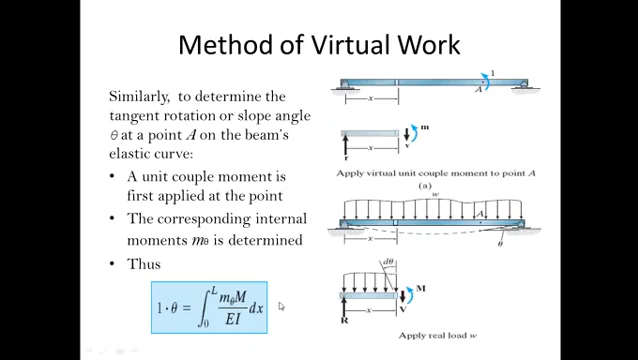 Method of Virtual Work
Similarly, to determine the
tangent rotation or slope angle
θ at a point A on the beam's
elastic curve:
• A unit couple moment is
first applied at the point
• The corresponding internal
moments mθ is determined
• Thus
1 · θ = ∫₀ᴸ mθM/EI dx
1
A
x
m
v
x
r
Apply virtual unit couple moment to point A
(a)
w
A
x
θ
dθ
M
V
x
R
Apply real load w